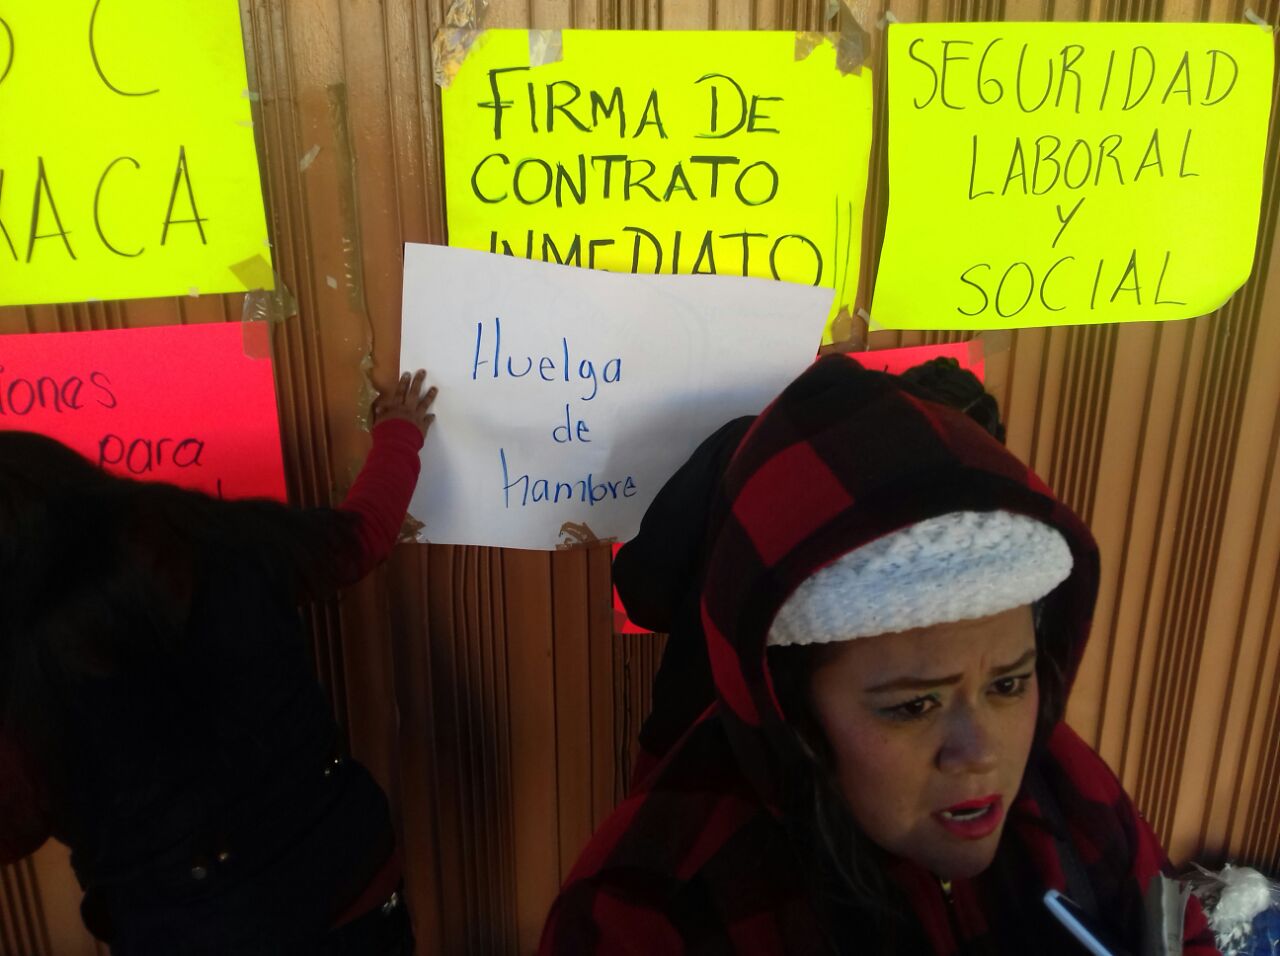 C
ACA
FIRMA DE
CONTRATO
INMEDIATO !!
SEGURIDAD
LABORAL
Y
SOCIAL
iones
para
Huelga
de
hambre